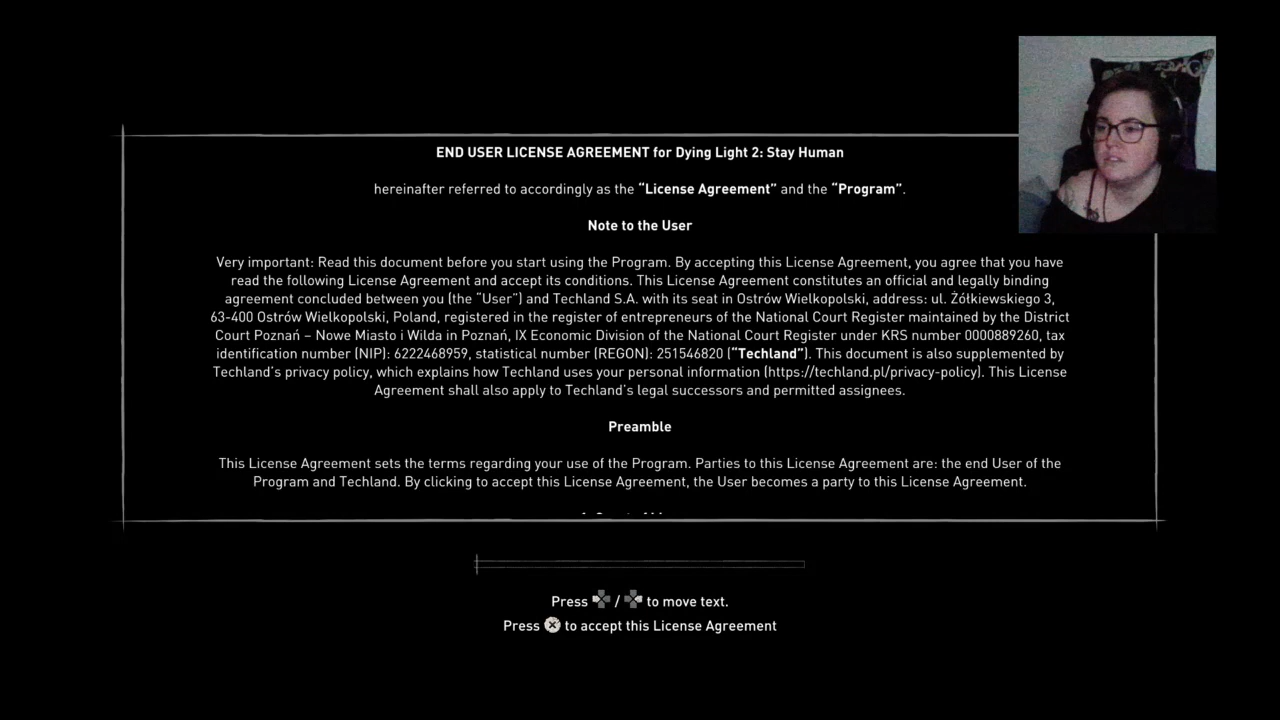 END USER LICENSE AGREEMENT for Dying Light 2: Stay Human
hereinafter referred to accordingly as the “License Agreement” and the “Program”.
Note to the User
Very important: Read this document before you start using the Program. By accepting this License Agreement, you agree that you have
read the following License Agreement and accept its conditions. This License Agreement constitutes an official and legally binding
agreement concluded between you (the “User”) and Techland S.A. with its seat in Ostrów Wielkopolski, address: ul. Żółkiewskiego 3,
63-400 Ostrów Wielkopolski, Poland, registered in the register of entrepreneurs of the National Court Register maintained by the District
Court Poznań – Nowe Miasto i Wilda in Poznań, IX Economic Division of the National Court Register under KRS number 0000889260, tax
identification number (NIP): 6222468959, statistical number (REGON): 251546820 (“Techland”). This document is also supplemented by
Techland's privacy policy, which explains how Techland uses your personal information (https://techland.pl/privacy-policy). This License
Agreement shall also apply to Techland's legal successors and permitted assignees.
Preamble
This License Agreement sets the terms regarding your use of the Program. Parties to this License Agreement are: the end User of the
Program and Techland. By clicking to accept this License Agreement, the User becomes a party to this License Agreement.
Press / to move text.
Press to accept this License Agreement